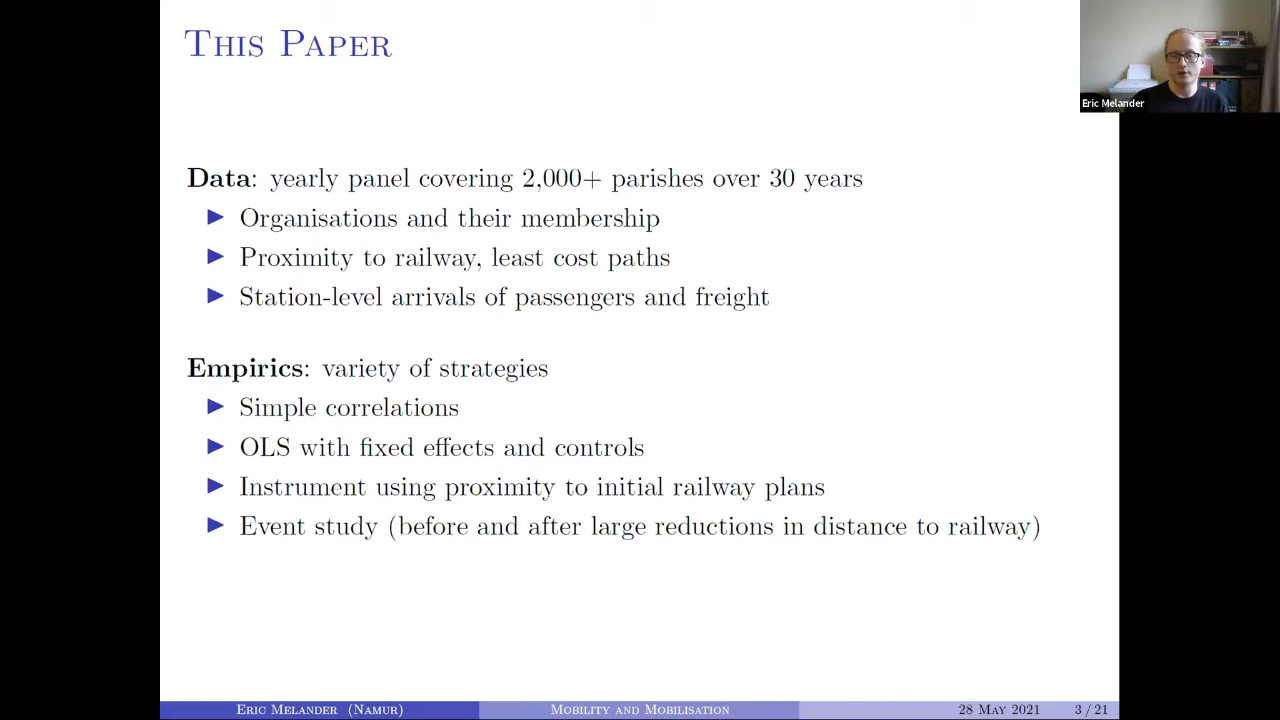 This Paper
Eric Melander
Data: yearly panel covering 2,000+ parishes over 30 years
▶ Organisations and their membership
▶ Proximity to railway, least cost paths
▶ Station-level arrivals of passengers and freight
Empirics: variety of strategies
▶ Simple correlations
▶ OLS with fixed effects and controls
▶ Instrument using proximity to initial railway plans
▶ Event study (before and after large reductions in distance to railway)
Eric Melander (Namur) Mobility and Mobilisation 28 May 2021 3 / 21